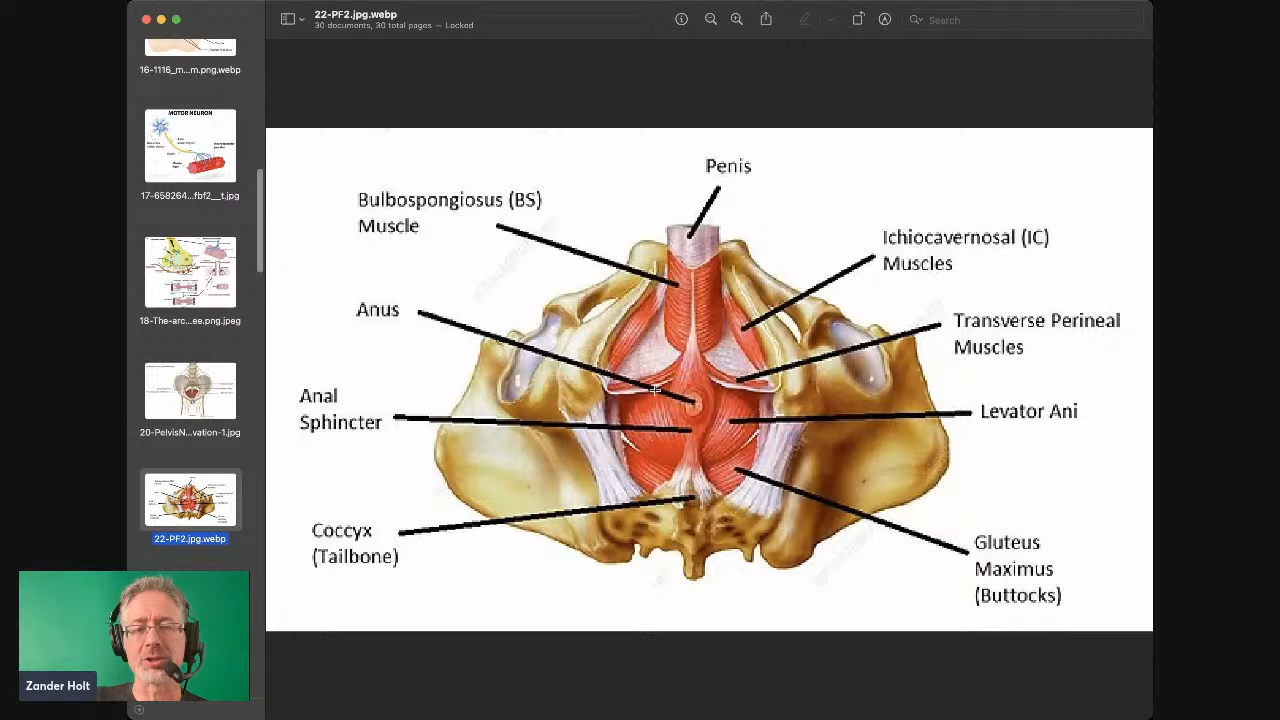 22-PF2.jpg.webp
30 documents, 30 total pages — Locked
Search
16-1116_m...m.png.webp
MOTOR NEURON
17-658264...fbf2__t.jpg
18-The-arc...ee.png.jpeg
20-PelvisN...vation-1.jpg
22-PF2.jpg.webp
Penis
Bulbospongiosus (BS)
Muscle
Ichiocavernosal (IC)
Muscles
Anus
Transverse Perineal
Muscles
Anal
Sphincter
Levator Ani
Coccyx
(Tailbone)
Gluteus
Maximus
(Buttocks)
Zander Holt